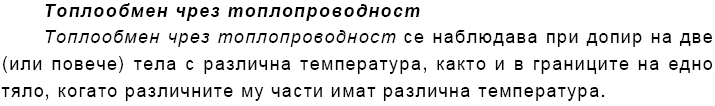 Топлообмен чрез топлопроводност
Топлообмен чрез топлопроводност се наблюдава при допир на две
(или повече) тела с различна температура, както и в границите на едно
тяло, когато различните му части имат различна температура.